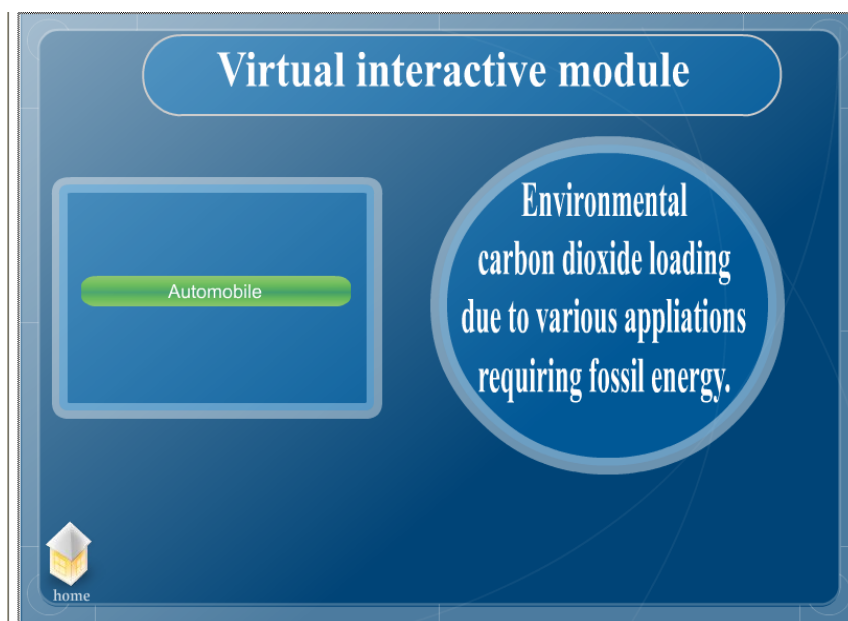 Virtual interactive module
Automobile
Environmental
carbon dioxide loading
due to various appliations
requiring fossil energy.
home